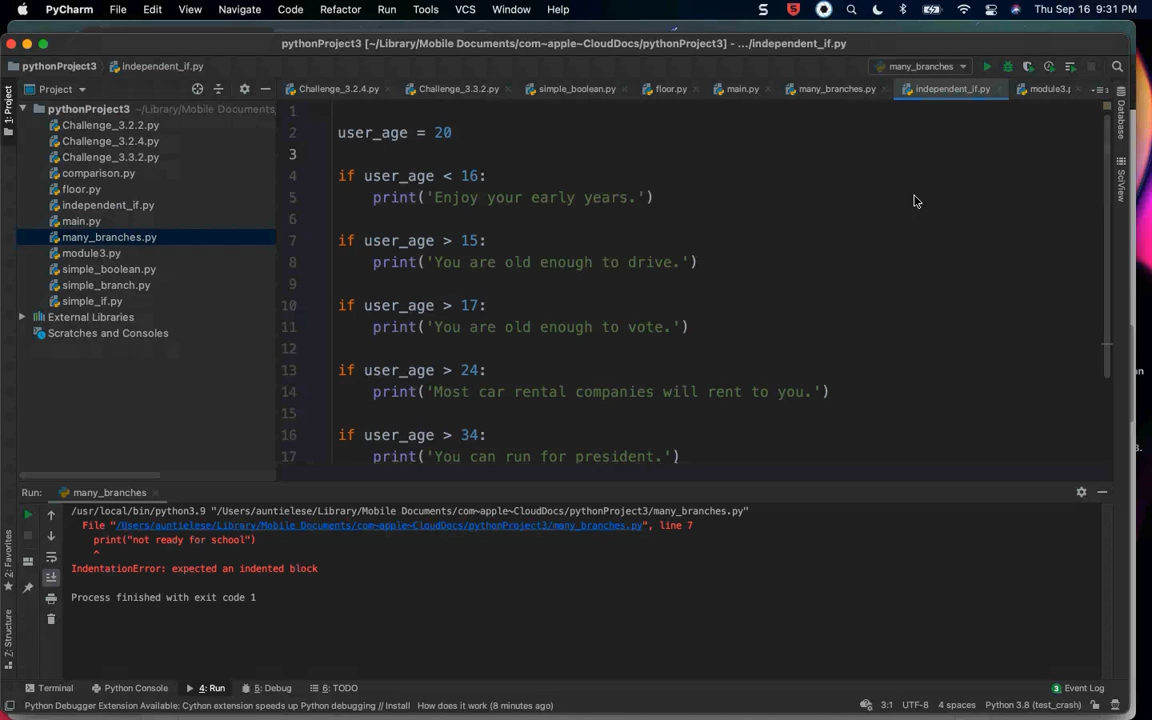 PyCharm File Edit View Navigate Code Refactor Run Tools VCS Window Help Thu Sep 16 9:31 PM
pythonProject3 [~/Library/Mobile Documents/com~apple~CloudDocs/pythonProject3] - .../independent_if.py
pythonProject3 independent_if.py many_branches
Project Challenge_3.2.4.py Challenge_3.3.2.py simple_boolean.py floor.py main.py many_branches.py independent_if.py module3.p
1: Project
Database
SciView
pythonProject3 ~/Library/Mobile Documents
Challenge_3.2.2.py
Challenge_3.2.4.py
Challenge_3.3.2.py
comparison.py
floor.py
independent_if.py
main.py
many_branches.py
module3.py
simple_boolean.py
simple_branch.py
simple_if.py
External Libraries
Scratches and Consoles
1
2 user_age = 20
3
4 if user_age < 16:
5 print('Enjoy your early years.')
6
7 if user_age > 15:
8 print('You are old enough to drive.')
9
10 if user_age > 17:
11 print('You are old enough to vote.')
12
13 if user_age > 24:
14 print('Most car rental companies will rent to you.')
15
16 if user_age > 34:
17 print('You can run for president.')
Run: many_branches
/usr/local/bin/python3.9 "/Users/auntielese/Library/Mobile Documents/com~apple~CloudDocs/pythonProject3/many_branches.py"
File "/Users/auntielese/Library/Mobile Documents/com~apple~CloudDocs/pythonProject3/many_branches.py", line 7
print("not ready for school")
^
IndentationError: expected an indented block
Process finished with exit code 1
2: Favorites
7: Structure
Terminal Python Console 4: Run 5: Debug 6: TODO 3 Event Log
Python Debugger Extension Available: Cython extension speeds up Python debugging // Install How does it work (8 minutes ago) 3:1 UTF-8 4 spaces Python 3.8 (test_crash)